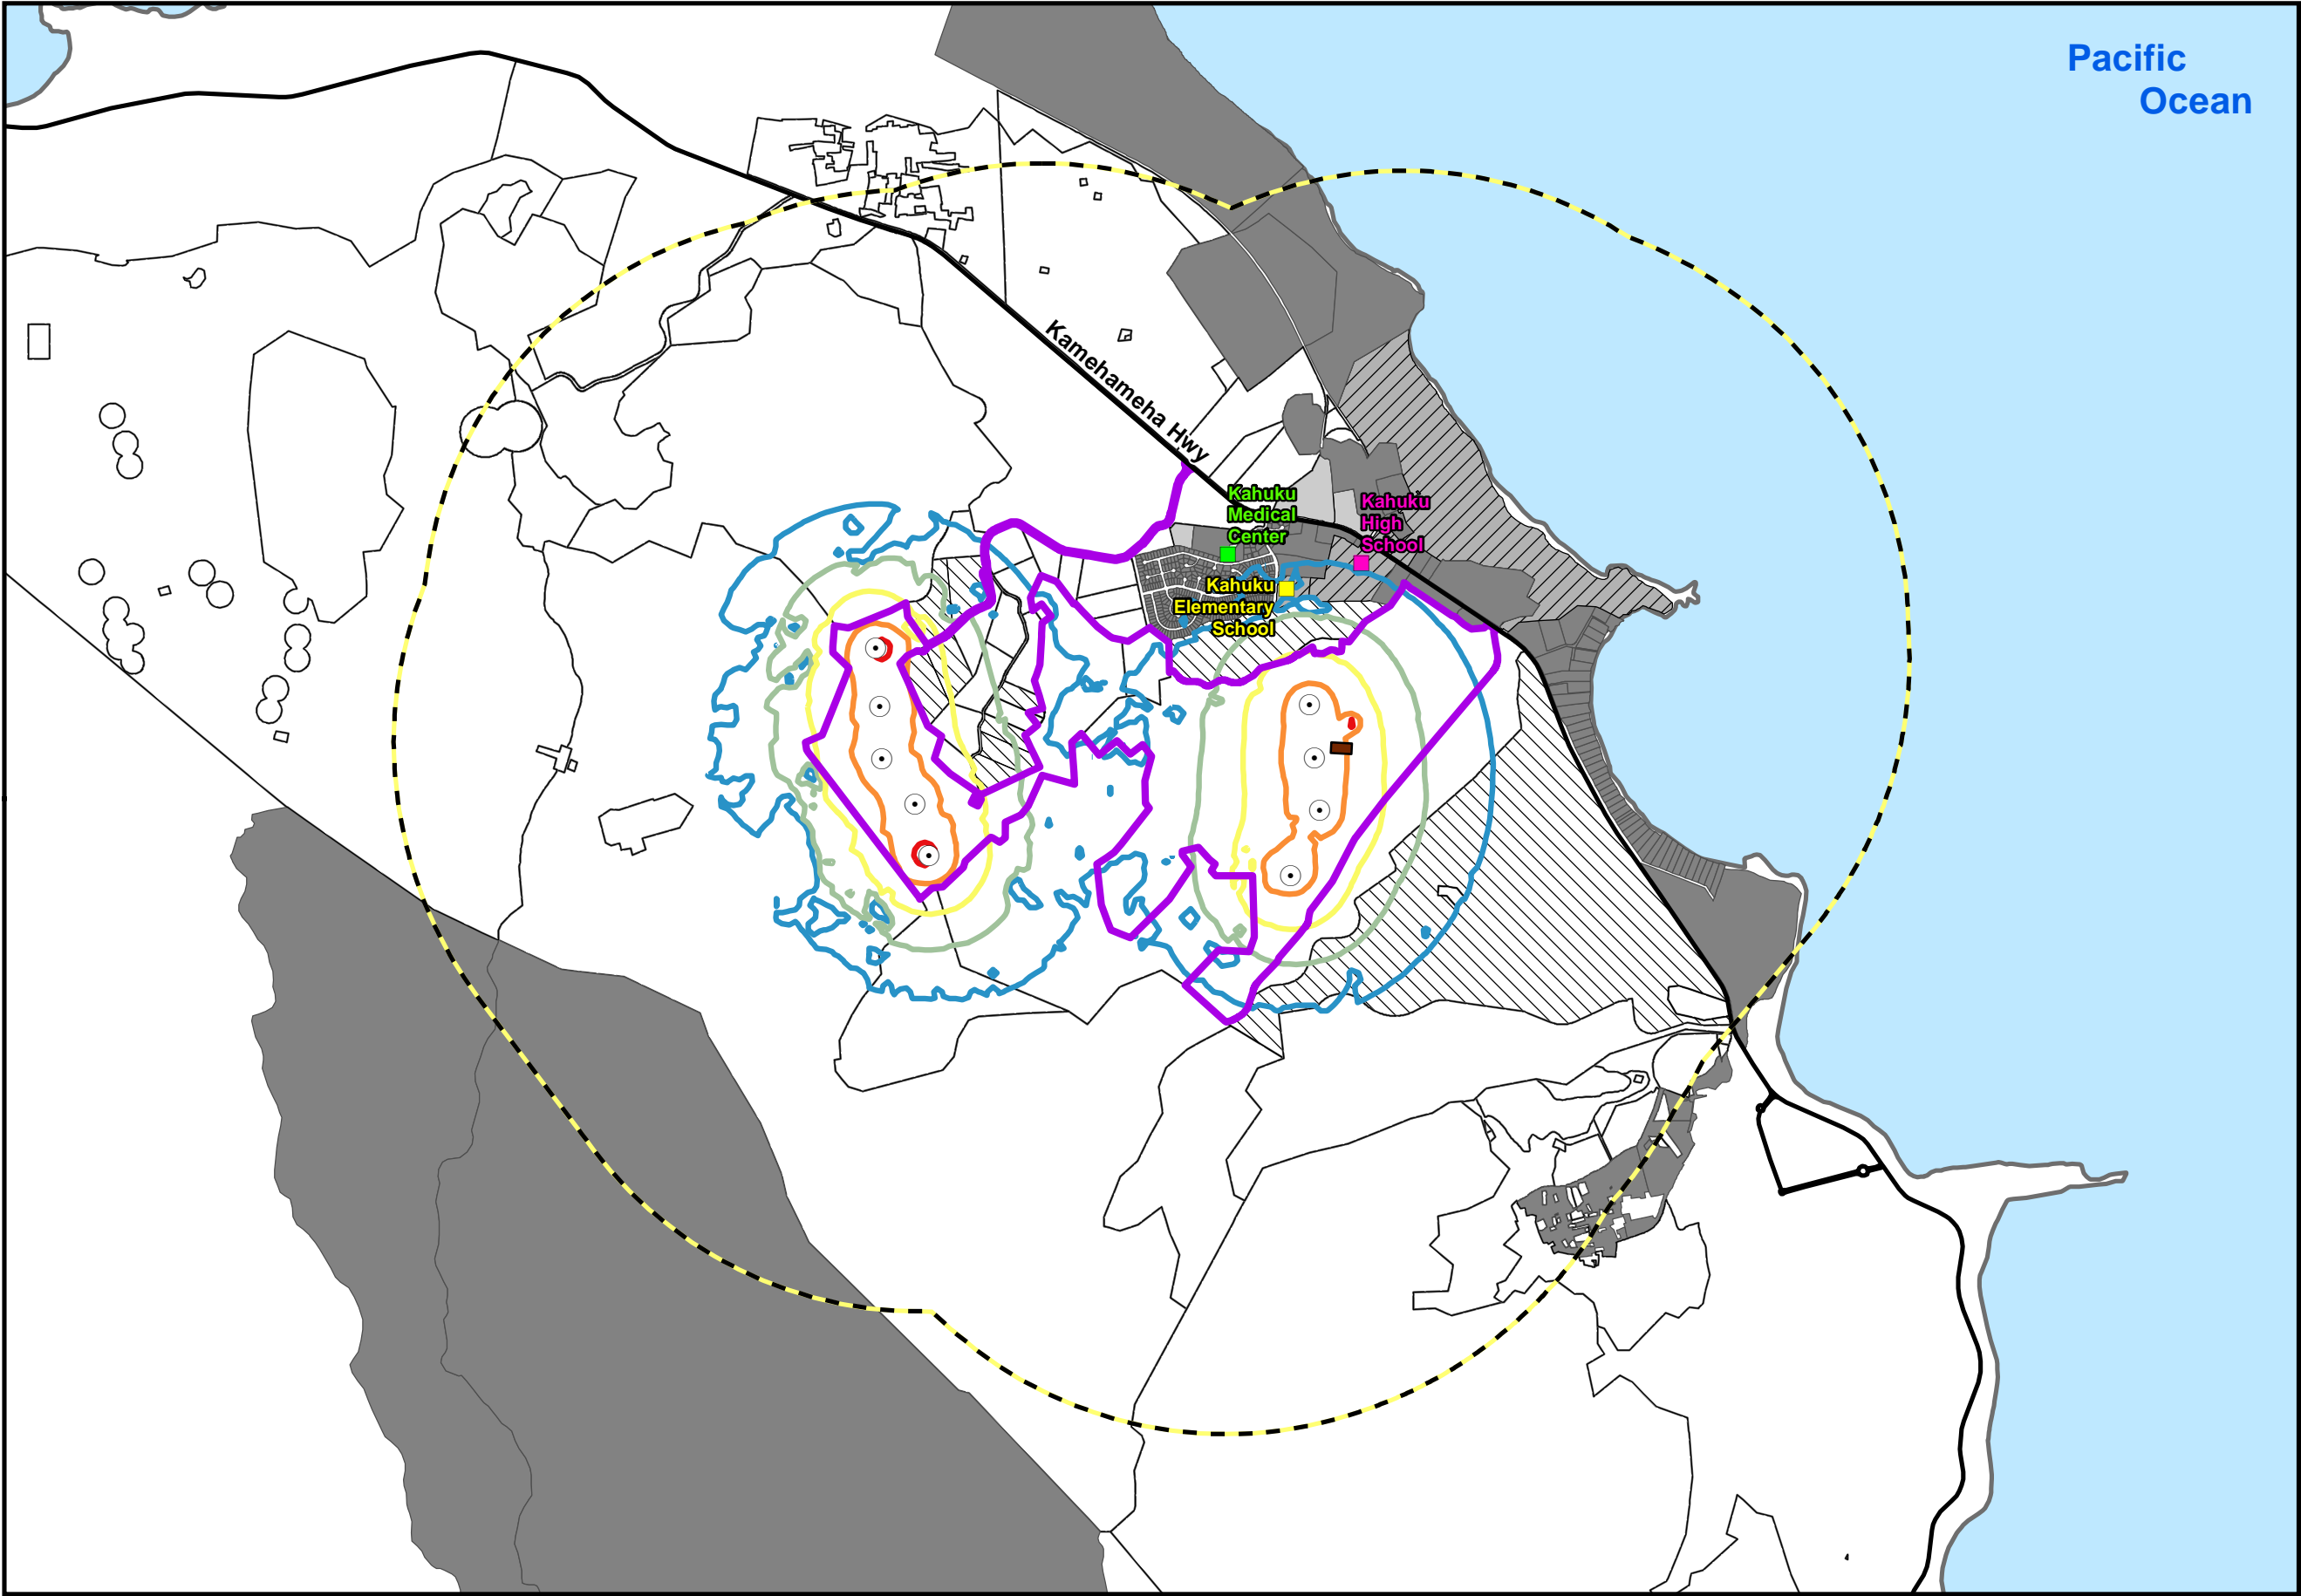 Pacific
Ocean
Kamehameha Hwy
Kahuku
Medical
Center
Kahuku
High
School
Kahuku
Elementary
School